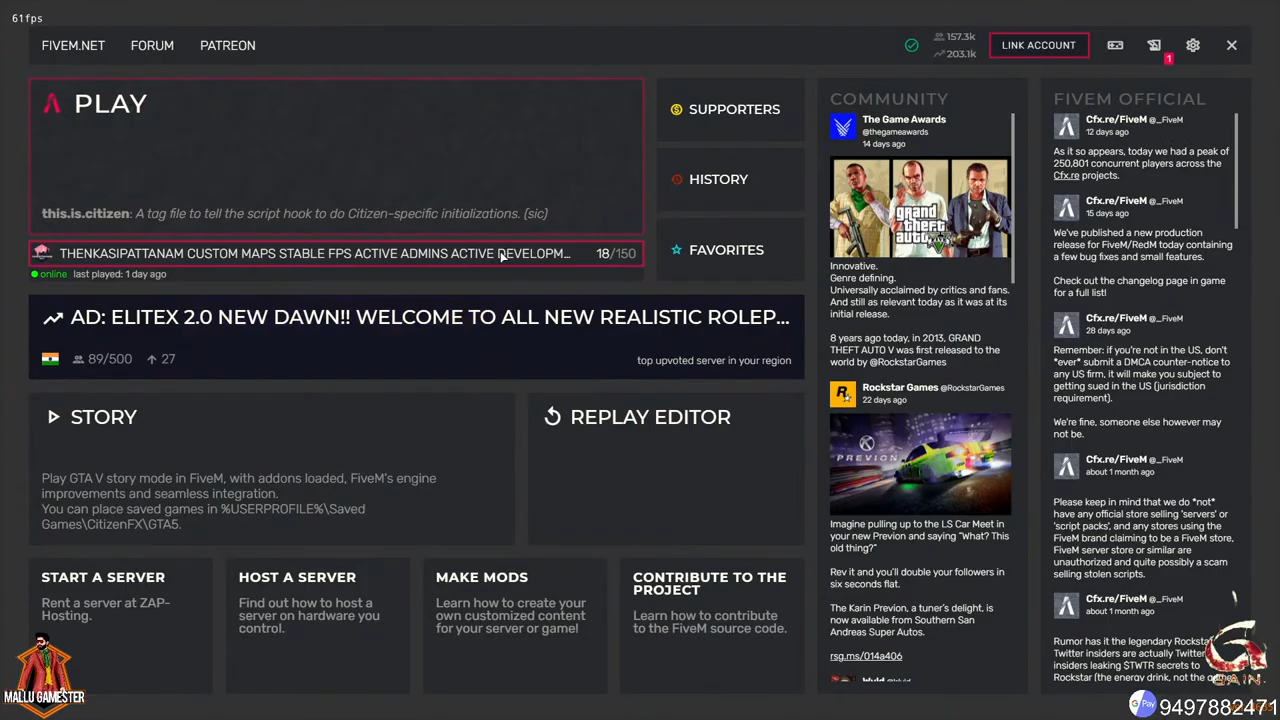 61fps
FIVEM.NET
FORUM
PATREON
157.3k
203.1k
LINK ACCOUNT
1
PLAY
this.is.citizen: A tag file to tell the script hook to do Citizen-specific initializations. (sic)
THENKASIPATTANAM CUSTOM MAPS STABLE FPS ACTIVE ADMINS ACTIVE DEVELOPM...
18/150
online last played: 1 day ago
SUPPORTERS
HISTORY
FAVORITES
AD: ELITEX 2.0 NEW DAWN!! WELCOME TO ALL NEW REALISTIC ROLEP...
89/500
27
top upvoted server in your region
STORY
Play GTA V story mode in FiveM, with addons loaded, FiveM's engine
improvements and seamless integration.
You can place saved games in %USERPROFILE%\Saved
Games\CitizenFX\GTA5.
REPLAY EDITOR
START A SERVER
Rent a server at ZAP-
Hosting.
HOST A SERVER
Find out how to host a
server on hardware you
control.
MAKE MODS
Learn how to create your
own customized content
for your server or game!
CONTRIBUTE TO THE
PROJECT
Learn how to contribute
to the FiveM source code.
COMMUNITY
The Game Awards
@thegameawards
14 days ago
grand
theft
auto
V
Innovative.
Genre defining.
Universally acclaimed by critics and fans.
And still as relevant today as it was at its
initial release.
8 years ago today, in 2013, GRAND
THEFT AUTO V was first released to the
world by @RockstarGames
Rockstar Games @RockstarGames
22 days ago
PREVION
Imagine pulling up to the LS Car Meet in
your new Previon and saying "What? This
old thing?"
Rev it and you'll double your followers in
six seconds flat.
The Karin Previon, a tuner's delight, is
now available from Southern San
Andreas Super Autos.
rsg.ms/014a406
Wyld @Wyld
FIVEM OFFICIAL
Cfx.re/FiveM @_FiveM
12 days ago
As it so appears, today we had a peak of
250,801 concurrent players across the
Cfx.re projects.
Cfx.re/FiveM @_FiveM
15 days ago
We've published a new production
release for FiveM/RedM today containing
a few bug fixes and small features.
Check out the changelog page in game
for a full list!
Cfx.re/FiveM @_FiveM
28 days ago
Remember: if you're not in the US, don't
*ever* submit a DMCA counter-notice to
any US firm, it will make you subject to
getting sued in the US (jurisdiction
requirement).
We're fine, someone else however may
not be.
Cfx.re/FiveM @_FiveM
about 1 month ago
Please keep in mind that we do *not*
have any official store selling 'servers' or
'script packs', and any stores using the
FiveM brand claiming to be a FiveM store,
FiveM server store or similar are
unauthorized and quite possibly a scam
selling stolen scripts.
Cfx.re/FiveM @_FiveM
about 1 month ago
Rumor has it the legendary Rockstar
Twitter insiders are actually Twitter
insiders leaking $TWTR secrets to
Rockstar (the energy drink, not the game
MALLU GAMESTER
GAIN.
G Pay
9497882471